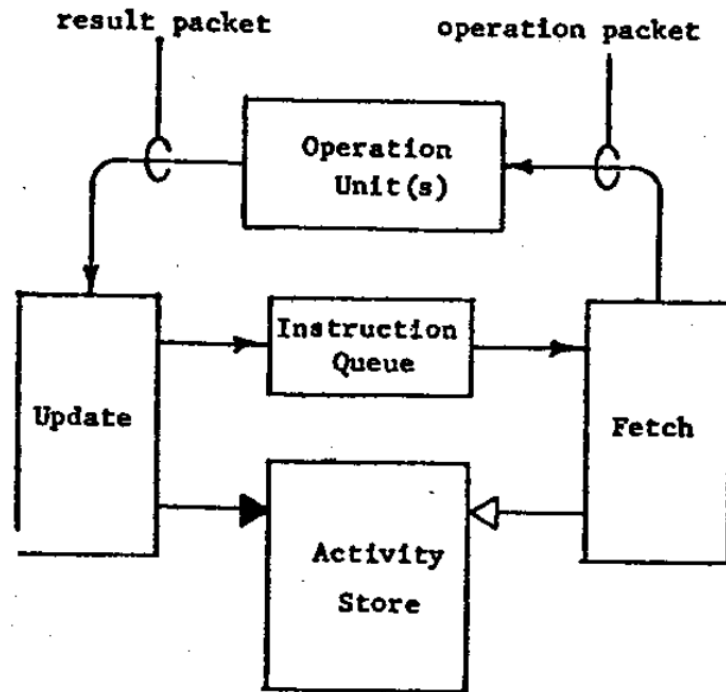 result packet
operation packet
Operation
Unit(s)
Instruction
Queue
Update
Fetch
Activity
Store